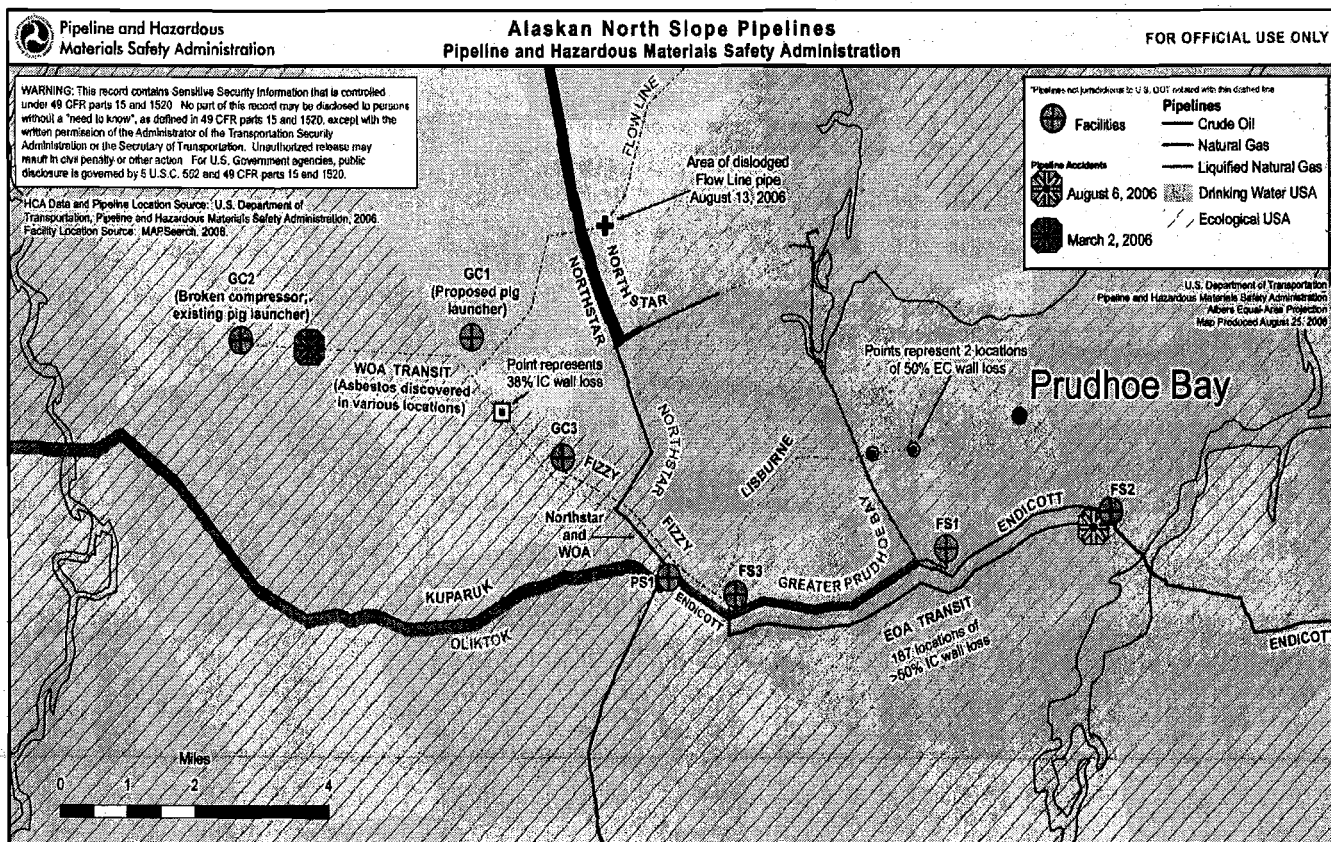 Pipeline and Hazardous
Materials Safety Administration
Alaskan North Slope Pipelines
Pipeline and Hazardous Materials Safety Administration
FOR OFFICIAL USE ONLY
WARNING: This record contains Sensitive Security Information that is controlled
under 49 CFR parts 15 and 1520. No part of this record may be disclosed to persons
without a "need to know", as defined in 49 CFR parts 15 and 1520, except with the
written permission of the Administrator of the Transportation Security
Administration or the Secretary of Transportation. Unauthorized release may
result in civil penalty or other action. For U.S. Government agencies, public
disclosure is governed by 5 U.S.C. 552 and 49 CFR parts 15 and 1520.
HCA Data and Pipeline Location Source: U.S. Department of
Transportation, Pipeline and Hazardous Materials Safety Administration, 2006.
Facility Location Source: MAPSearch, 2006.
*Pipelines not jurisdictional to U.S. DOT notated with thin dashed line
Facilities
Pipelines
Crude Oil
Natural Gas
Liquified Natural Gas
Pipeline Accidents
August 6, 2006
March 2, 2006
Drinking Water USA
Ecological USA
U.S. Department of Transportation
Pipeline and Hazardous Materials Safety Administration
Albers Equal-Area Projection
Map Produced August 25, 2006
FLOW LINE
Area of dislodged
Flow Line pipe
August 13, 2006
NORTHSTAR
NORTH STAR
GC2
(Broken compressor;
existing pig launcher)
GC1
(Proposed pig
launcher)
WOA TRANSIT
(Asbestos discovered
in various locations)
Point represents
38% IC wall loss
Points represent 2 locations
of 50% EC wall loss
Prudhoe Bay
GC3
FIZZY
NORTHSTAR
LISBURNE
Northstar
and
WOA
FIZZY
GREATER PRUDHOE BAY
FS1
ENDICOTT
FS2
KUPARUK
OLIKTOK
PS1
ENDICOTT
FS3
EOA TRANSIT
187 locations of
>50% IC wall loss
ENDICOTT
Miles
0 1 2 4